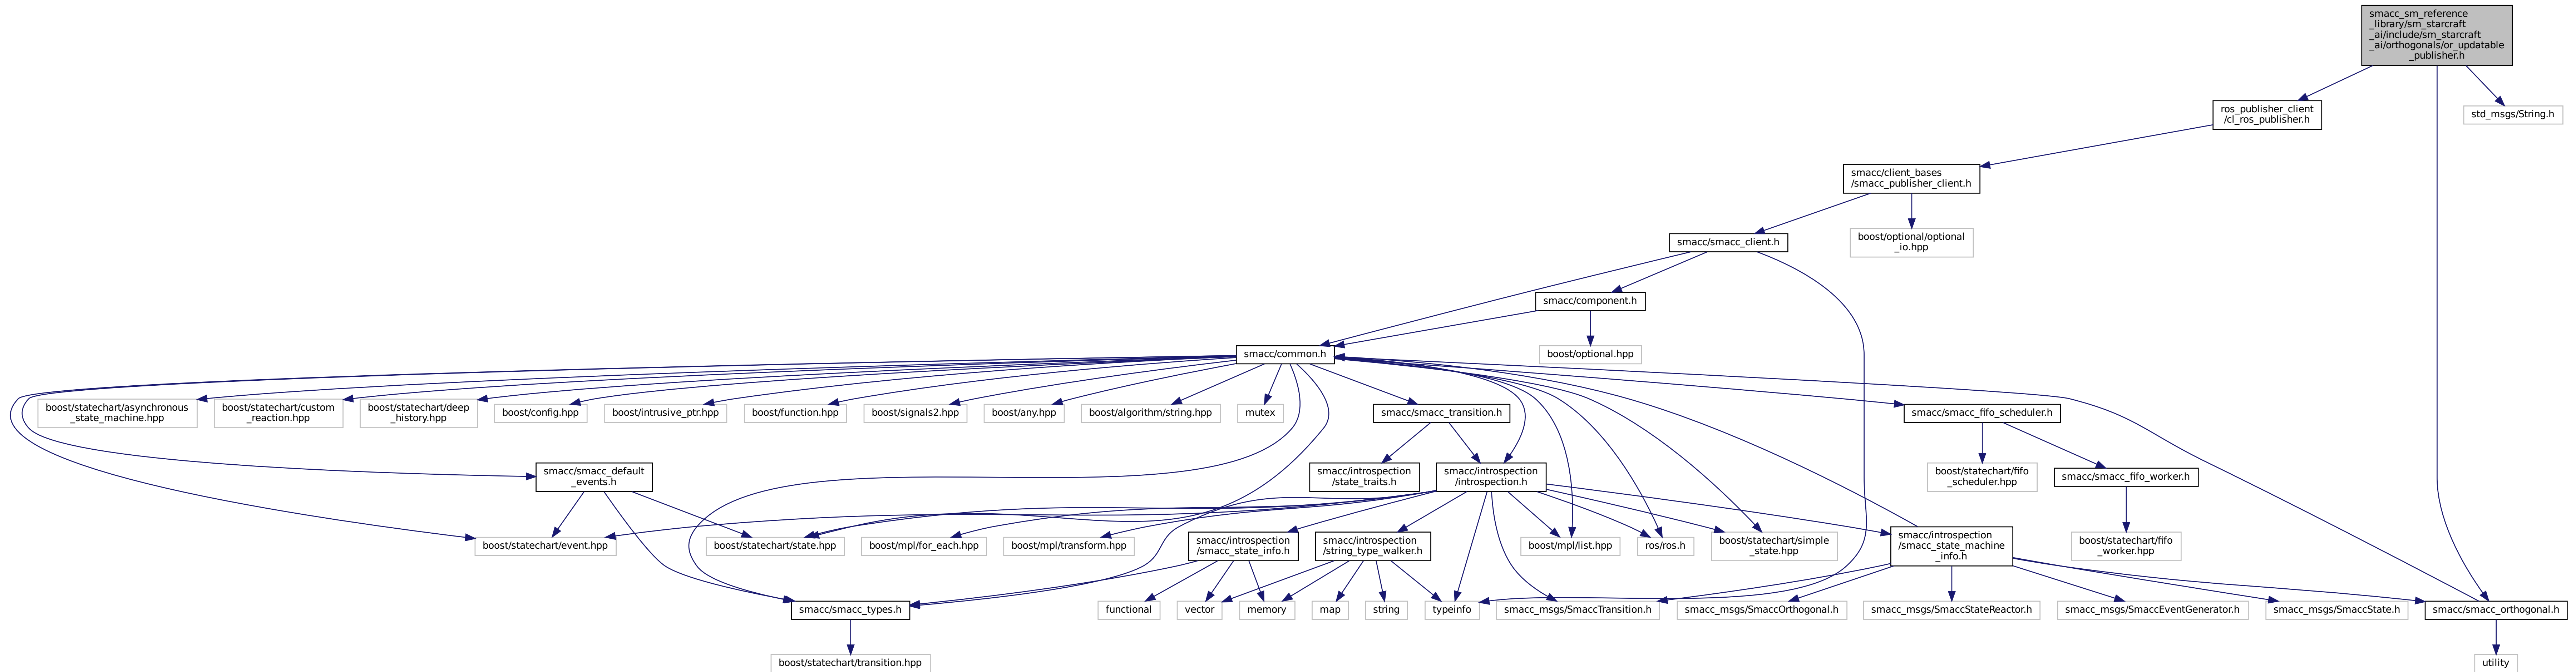 smacc_sm_reference
_library/sm_starcraft
_ai/include/sm_starcraft
_ai/orthogonals/or_updatable
_publisher.h
ros_publisher_client
/cl_ros_publisher.h
std_msgs/String.h
smacc/client_bases
/smacc_publisher_client.h
smacc/smacc_client.h
boost/optional/optional
_io.hpp
smacc/component.h
smacc/common.h
boost/optional.hpp
boost/statechart/asynchronous
_state_machine.hpp
boost/statechart/custom
_reaction.hpp
boost/statechart/deep
_history.hpp
boost/config.hpp
boost/intrusive_ptr.hpp
boost/function.hpp
boost/signals2.hpp
boost/any.hpp
boost/algorithm/string.hpp
mutex
smacc/smacc_transition.h
smacc/smacc_fifo_scheduler.h
smacc/smacc_default
_events.h
smacc/introspection
/state_traits.h
smacc/introspection
/introspection.h
boost/statechart/fifo
_scheduler.hpp
smacc/smacc_fifo_worker.h
boost/statechart/event.hpp
boost/statechart/state.hpp
boost/mpl/for_each.hpp
boost/mpl/transform.hpp
smacc/introspection
/smacc_state_info.h
smacc/introspection
/string_type_walker.h
boost/mpl/list.hpp
ros/ros.h
boost/statechart/simple
_state.hpp
smacc/introspection
/smacc_state_machine
_info.h
boost/statechart/fifo
_worker.hpp
smacc/smacc_types.h
functional
vector
memory
map
string
typeinfo
smacc_msgs/SmaccTransition.h
smacc_msgs/SmaccOrthogonal.h
smacc_msgs/SmaccStateReactor.h
smacc_msgs/SmaccEventGenerator.h
smacc_msgs/SmaccState.h
smacc/smacc_orthogonal.h
boost/statechart/transition.hpp
utility